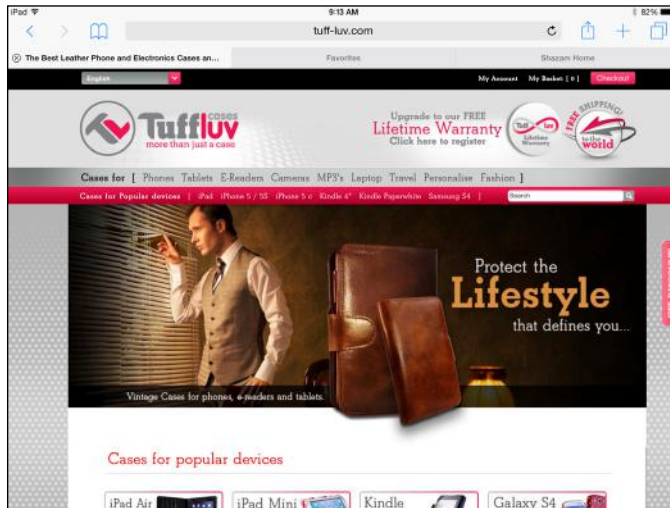 iPad
9:13 AM
82%
tuff-luv.com
The Best Leather Phone and Electronics Cases an...
Favorites
Shazam Home
English
My Account My Basket [ 0 ] Checkout
Tuffluv
cases
more than just a case
Upgrade to our FREE
Lifetime Warranty
Click here to register
Tuff luv
Lifetime
Warranty
FREE SHIPPING!
to the
world
Cases for [ Phones Tablets E-Readers Cameras MP3's Laptop Travel Personalise Fashion ]
Cases for Popular devices | iPad iPhone 5 / 5S iPhone 5 c Kindle 4" Kindle Paperwhite Samsung S4 |
Search
Protect the
Lifestyle
that defines you...
Vintage Cases for phones, e-readers and tablets.
Cases for popular devices
iPad Air
iPad Mini
Kindle
Galaxy S4